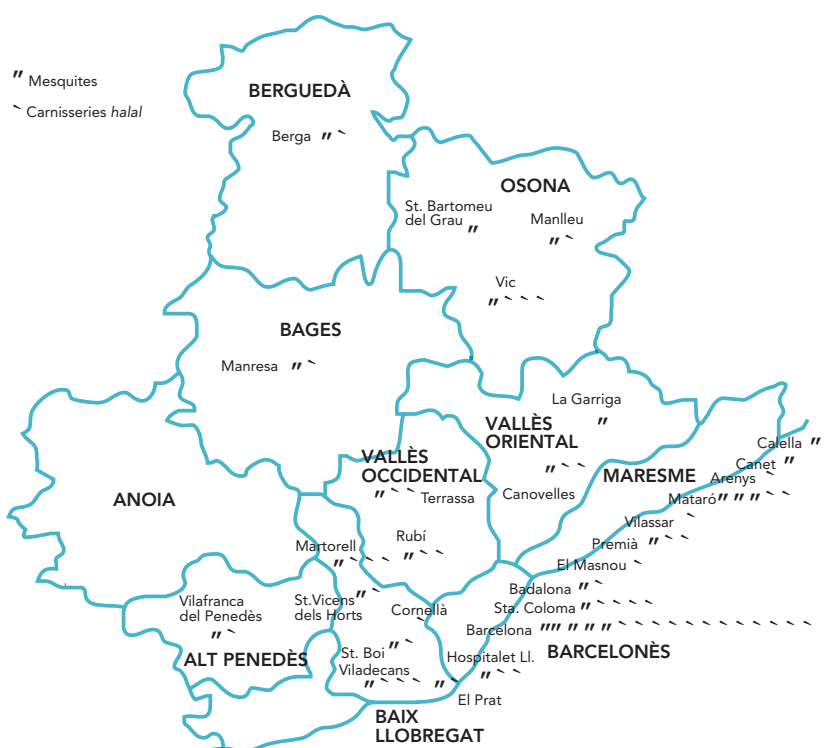 " Mesquites
` Carnisseries halal
BERGUEDÀ
Berga
OSONA
St. Bartomeu
del Grau
Manlleu
Vic
BAGES
Manresa
La Garriga
VALLÈS
ORIENTAL
Canovelles
VALLÈS
OCCIDENTAL
Terrassa
Rubí
MARESME
Calella
Canet
Arenys
Mataró
Vilassar
Premià
El Masnou
ANOIA
Martorell
St.Vicens
dels Horts
Cornellà
Badalona
Sta. Coloma
Barcelona
BARCELONÈS
Hospitalet Ll.
Vilafranca
del Penedès
ALT PENEDÈS
St. Boi
Viladecans
El Prat
BAIX
LLOBREGAT